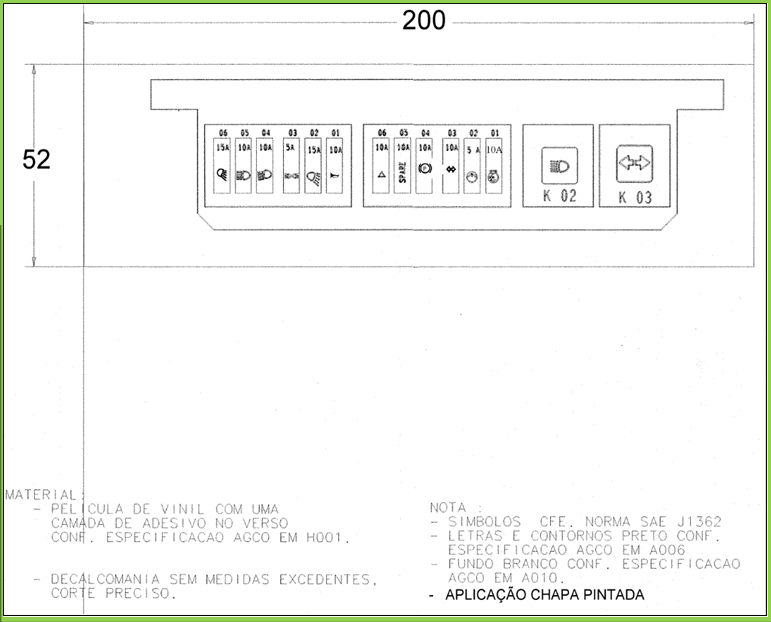 200
52
06 05 04 03 02 01
15A 10A 10A 5A 15A 10A
06 05 04 03 02 01
10A 10A 10A 10A 5 A 10A
SPARE
K 02
K 03
MATERIAL:
- PELICULA DE VINIL COM UMA
CAMADA DE ADESIVO NO VERSO
CONF. ESPECIFICACAO AGCO EM H001.
- DECALCOMANIA SEM MEDIDAS EXCEDENTES,
CORTE PRECISO.
NOTA :
- SIMBOLOS CFE. NORMA SAE J1362
- LETRAS E CONTORNOS PRETO CONF.
ESPECIFICACAO AGCO EM A006
- FUNDO BRANCO CONF. ESPECIFICACAO
AGCO EM A010.
- APLICAÇÃO CHAPA PINTADA